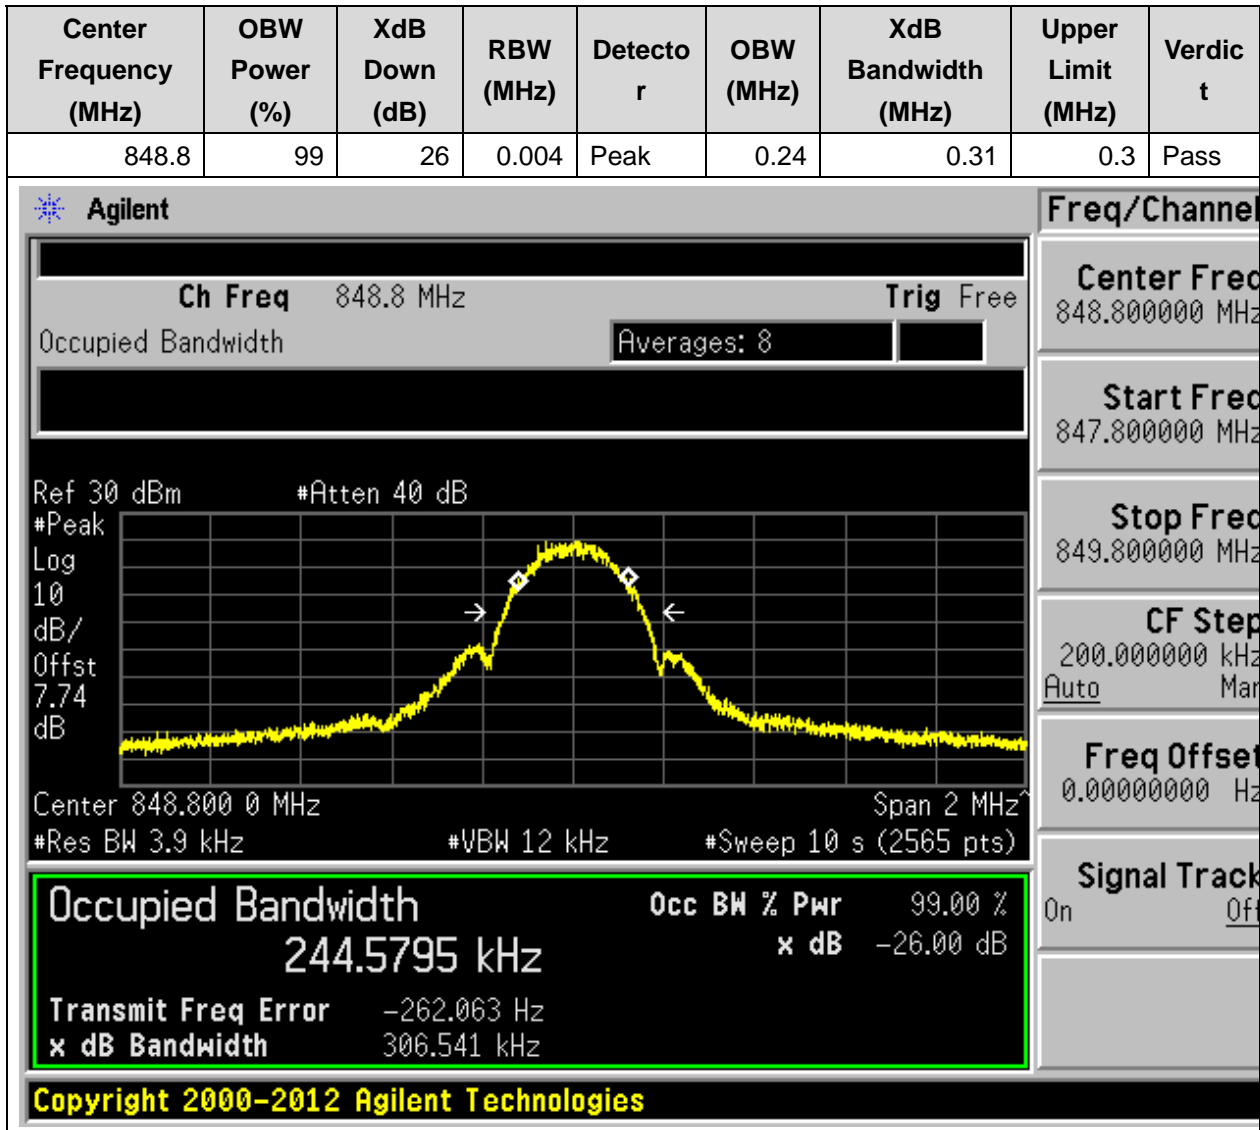 Center Frequency (MHz) OBW Power (%) XdB Down (dB) RBW (MHz) Detecto r OBW (MHz) XdB Bandwidth (MHz) Upper Limit (MHz) Verdic t
848.8 99 26 0.004 Peak 0.24 0.31 0.3 Pass
Agilent
Freq/Channel
Ch Freq 848.8 MHz Trig Free
Occupied Bandwidth Averages: 8
Center Freq
848.800000 MHz
Start Freq
847.800000 MHz
Stop Freq
849.800000 MHz
CF Step
200.000000 kHz
Auto Man
Freq Offset
0.00000000 Hz
Signal Track
On Off
Ref 30 dBm #Atten 40 dB
#Peak
Log
10
dB/
Offst
7.74
dB
Center 848.800 0 MHz Span 2 MHz^
#Res BW 3.9 kHz #VBW 12 kHz #Sweep 10 s (2565 pts)
Occupied Bandwidth Occ BW % Pwr 99.00 %
244.5795 kHz x dB -26.00 dB
Transmit Freq Error -262.063 Hz
x dB Bandwidth 306.541 kHz
Copyright 2000-2012 Agilent Technologies